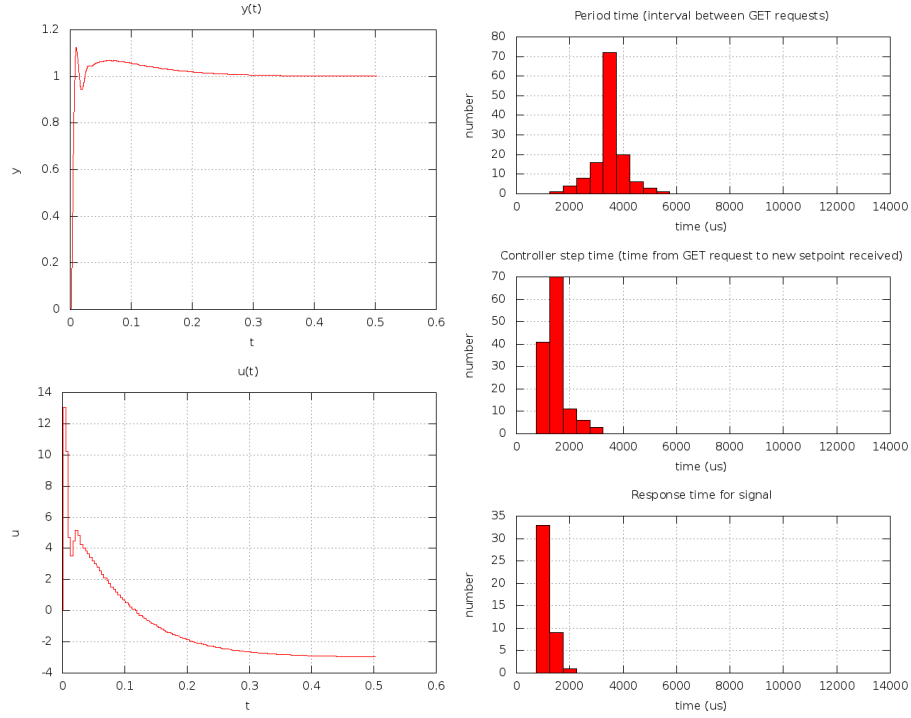 y(t)
1.2
1
0.8
0.6
0.4
0.2
0
y
0 0.1 0.2 0.3 0.4 0.5 0.6
t
u(t)
14
12
10
8
6
4
2
0
-2
-4
u
0 0.1 0.2 0.3 0.4 0.5 0.6
t
Period time (interval between GET requests)
80
70
60
50
40
30
20
10
0
number
0 2000 4000 6000 8000 10000 12000 14000
time (us)
Controller step time (time from GET request to new setpoint received)
70
60
50
40
30
20
10
0
number
0 2000 4000 6000 8000 10000 12000 14000
time (us)
Response time for signal
35
30
25
20
15
10
5
0
number
0 2000 4000 6000 8000 10000 12000 14000
time (us)